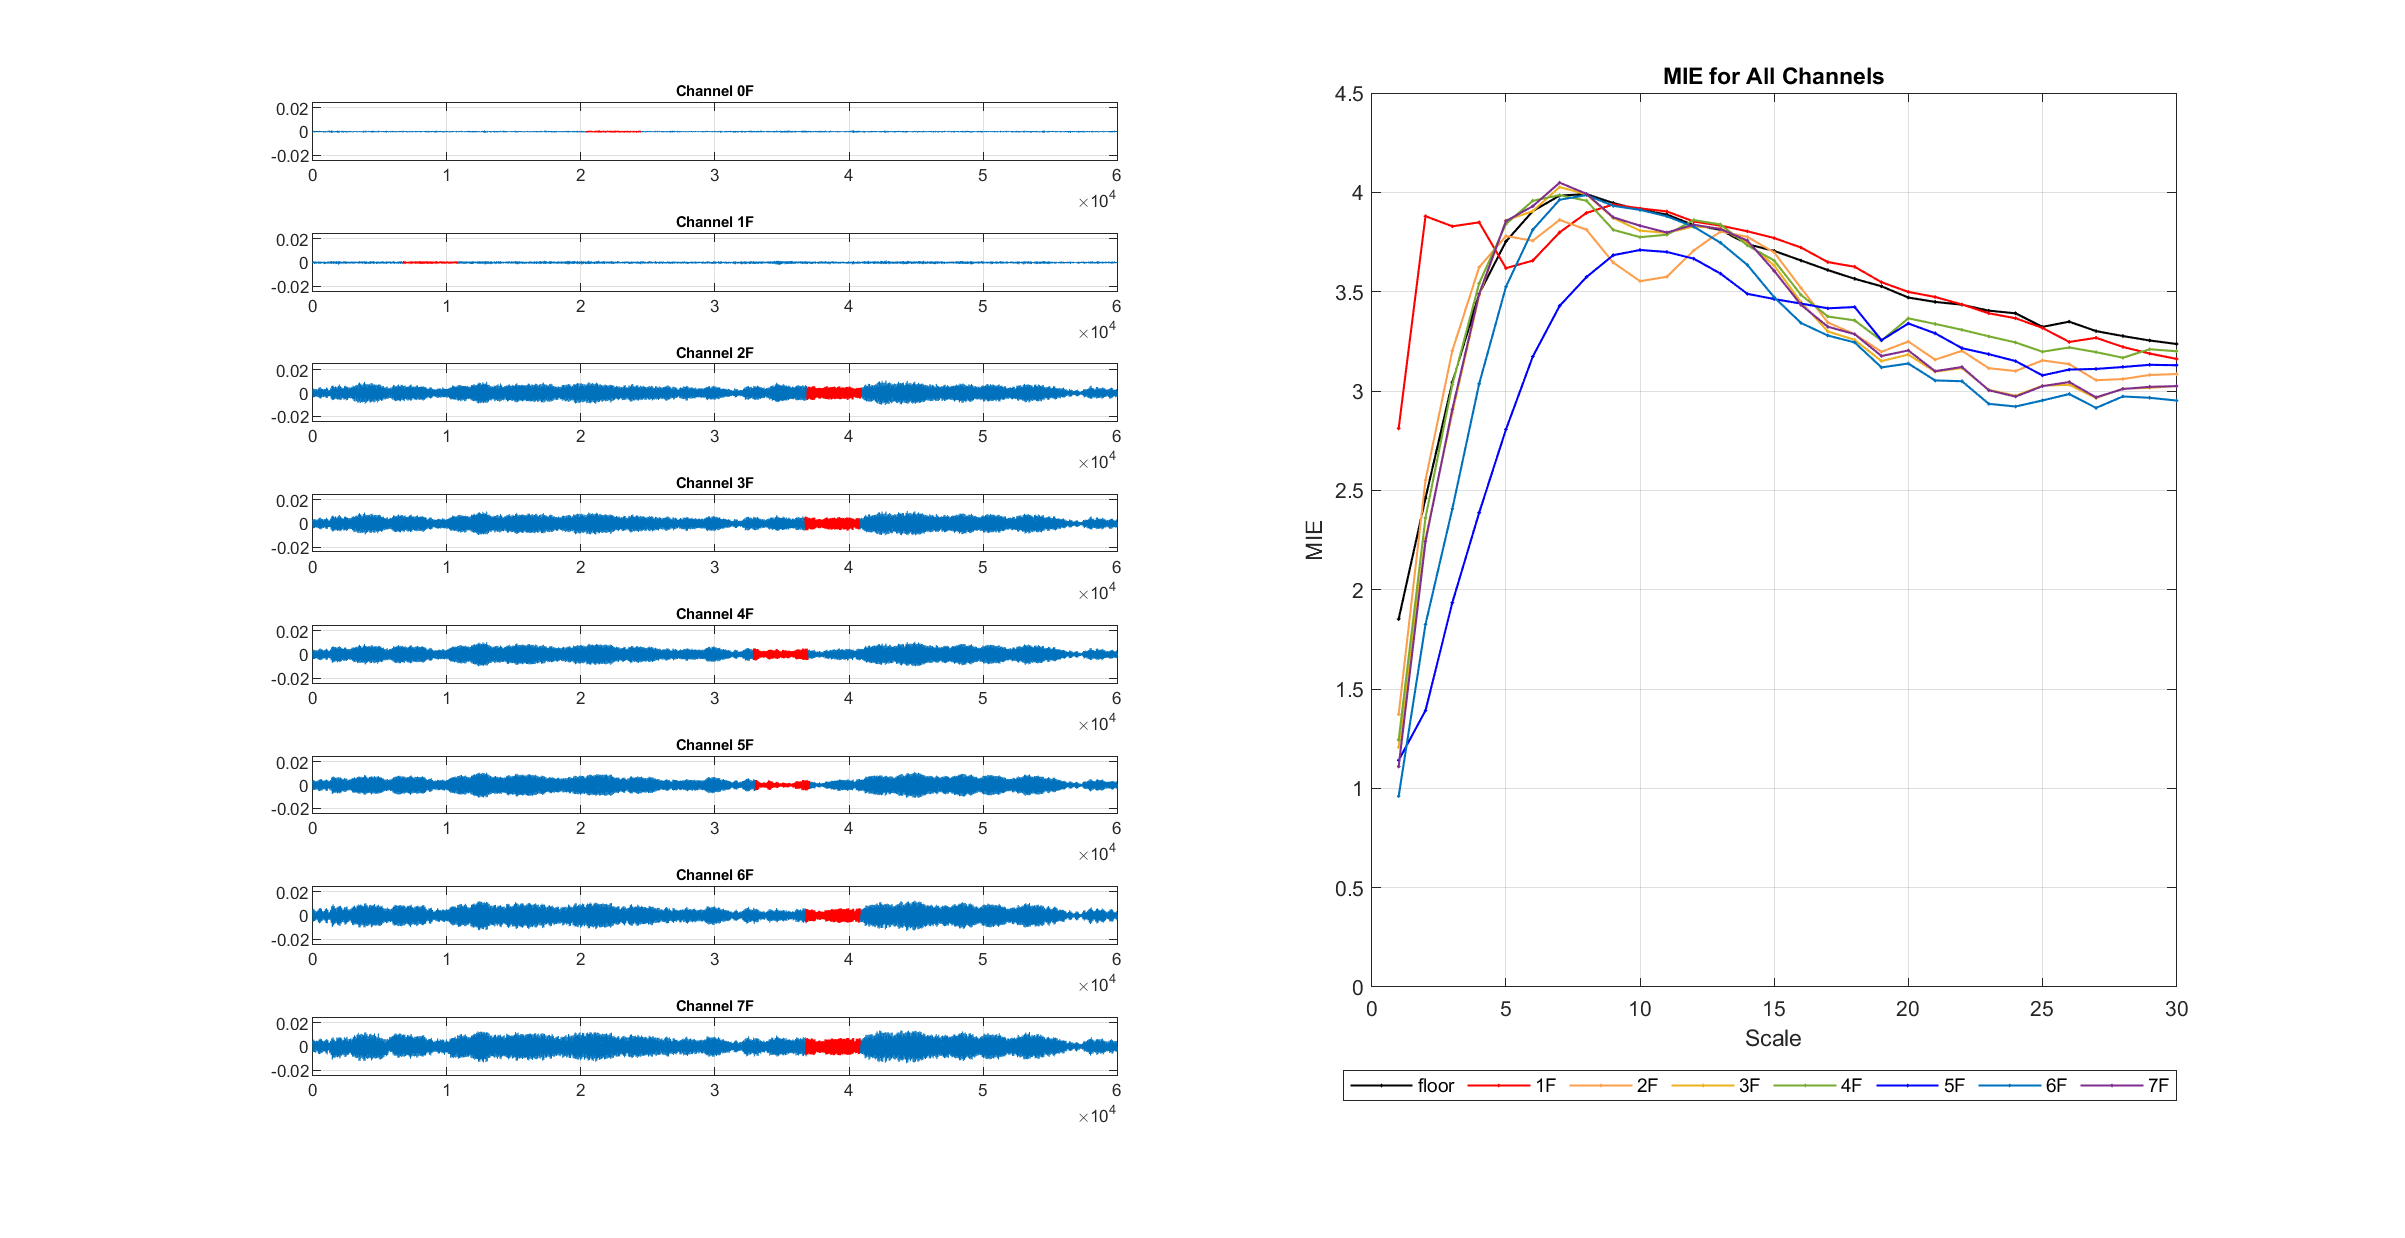 Channel 0F
0.02
0
-0.02
0 1 2 3 4 5 6
×10^4
Channel 1F
0.02
0
-0.02
0 1 2 3 4 5 6
×10^4
Channel 2F
0.02
0
-0.02
0 1 2 3 4 5 6
×10^4
Channel 3F
0.02
0
-0.02
0 1 2 3 4 5 6
×10^4
Channel 4F
0.02
0
-0.02
0 1 2 3 4 5 6
×10^4
Channel 5F
0.02
0
-0.02
0 1 2 3 4 5 6
×10^4
Channel 6F
0.02
0
-0.02
0 1 2 3 4 5 6
×10^4
Channel 7F
0.02
0
-0.02
0 1 2 3 4 5 6
×10^4
MIE for All Channels
4.5
4
3.5
3
2.5
2
1.5
1
0.5
0
MIE
0 5 10 15 20 25 30
Scale
floor 1F 2F 3F 4F 5F 6F 7F